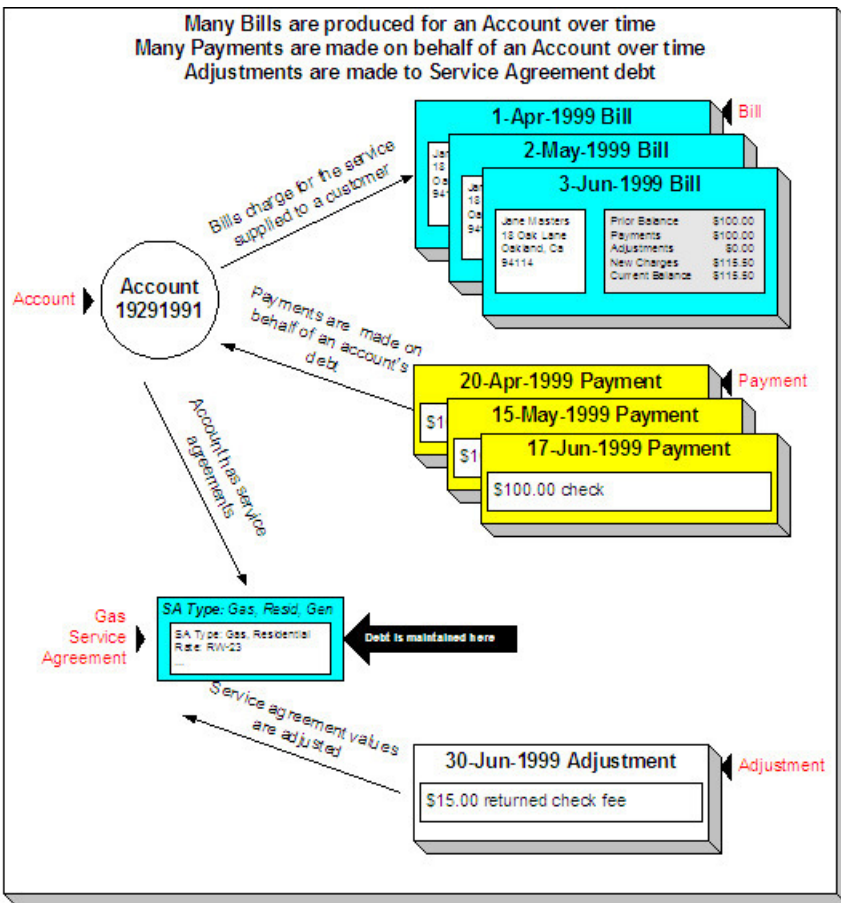 Many Bills are produced for an Account over time
Many Payments are made on behalf of an Account over time
Adjustments are made to Service Agreement debt
1-Apr-1999 Bill
Bill
2-May-1999 Bill
3-Jun-1999 Bill
Jane Masters
18 Oak Lane
Oakland, Ca
94114
Prior Balance $100.00
Payments $100.00
Adjustments $0.00
New Charges $115.50
Current Balance $115.50
Bills charge for the service
supplied to a customer
Account
Account
19291991
Payments are made on
behalf of an account's
debt
20-Apr-1999 Payment
Payment
$1
15-May-1999 Payment
$1
17-Jun-1999 Payment
$100.00 check
Account has service
agreements
Gas
Service
Agreement
SA Type: Gas, Resid, Gen
SA Type: Gas, Residential
Rate: RW-23
...
Debt is maintained here
Service agreement values
are adjusted
30-Jun-1999 Adjustment
Adjustment
$15.00 returned check fee